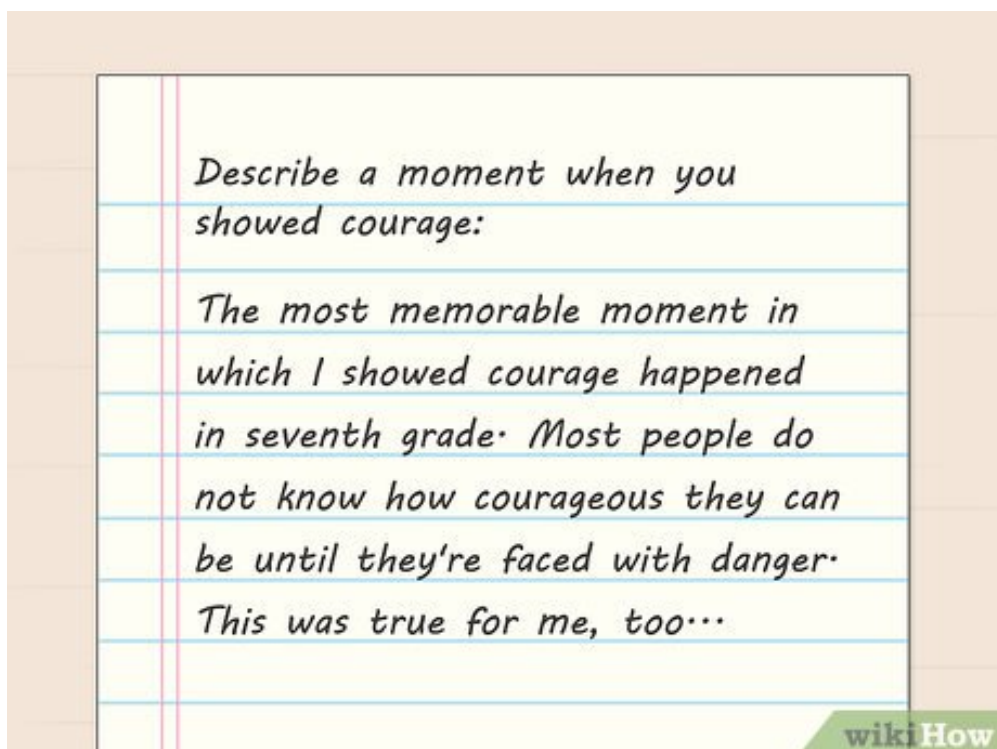 Describe a moment when you
showed courage:
The most memorable moment in
which I showed courage happened
in seventh grade. Most people do
not know how courageous they can
be until they're faced with danger.
This was true for me, too...
wikiHow